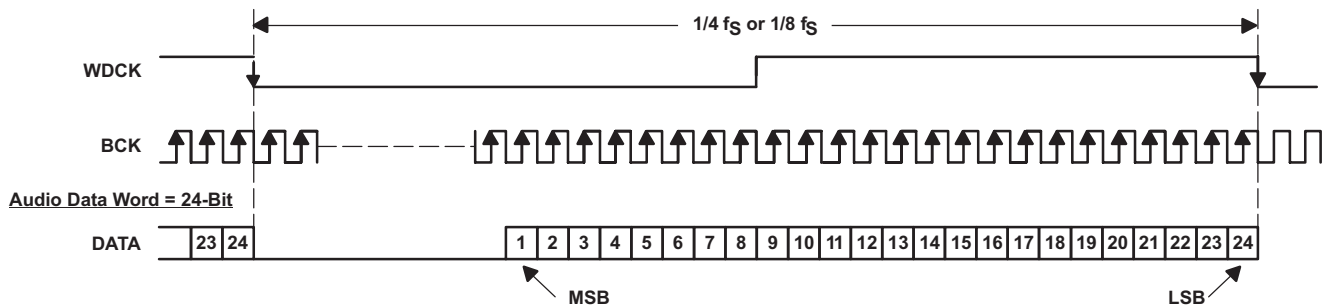 1/4 fS or 1/8 fS
WDCK
BCK
Audio Data Word = 24-Bit
DATA 23 24 1 2 3 4 5 6 7 8 9 10 11 12 13 14 15 16 17 18 19 20 21 22 23 24
MSB LSB